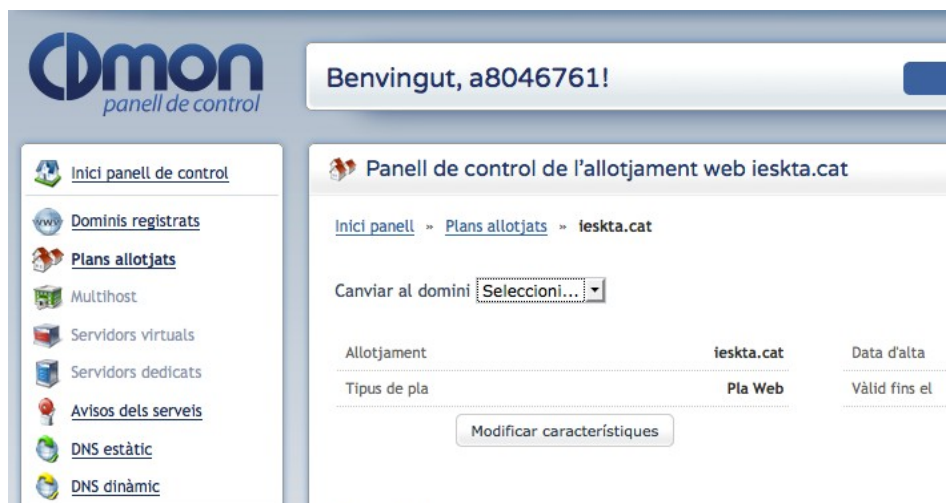 CDmon
panell de control
Benvingut, a8046761!
Inici panell de control
Dominis registrats
Plans allotjats
Multihost
Servidors virtuals
Servidors dedicats
Avisos dels serveis
DNS estàtic
DNS dinàmic
Panell de control de l'allotjament web ieskta.cat
Inici panell » Plans allotjats » ieskta.cat
Canviar al domini Seleccioni...
Allotjament ieskta.cat Data d'alta
Tipus de pla Pla Web Vàlid fins el
Modificar característiques